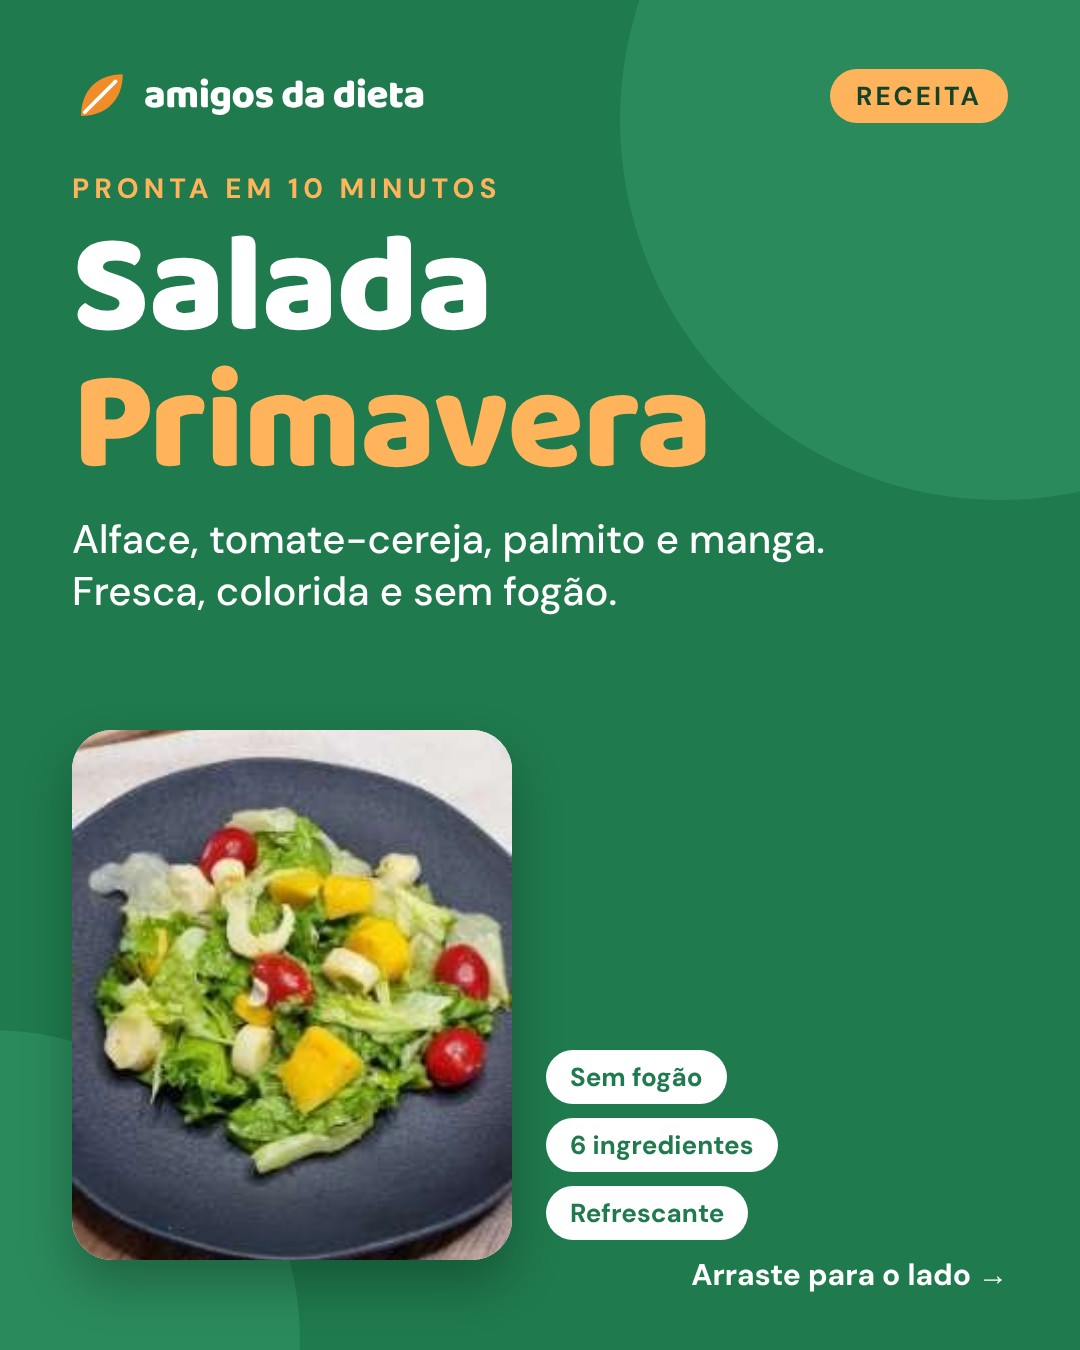 amigos da dieta
RECEITA
PRONTA EM 10 MINUTOS
Salada
Primavera
Alface, tomate-cereja, palmito e manga.
Fresca, colorida e sem fogão.
Sem fogão
6 ingredientes
Refrescante
Arraste para o lado →